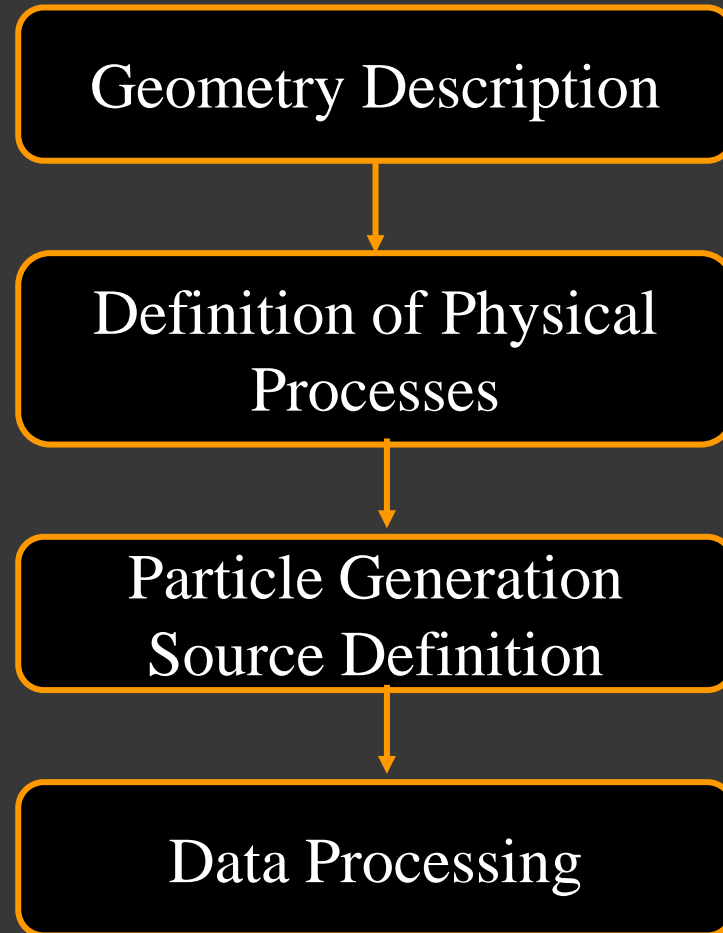 Geometry Description
Definition of Physical
Processes
Particle Generation
Source Definition
Data Processing